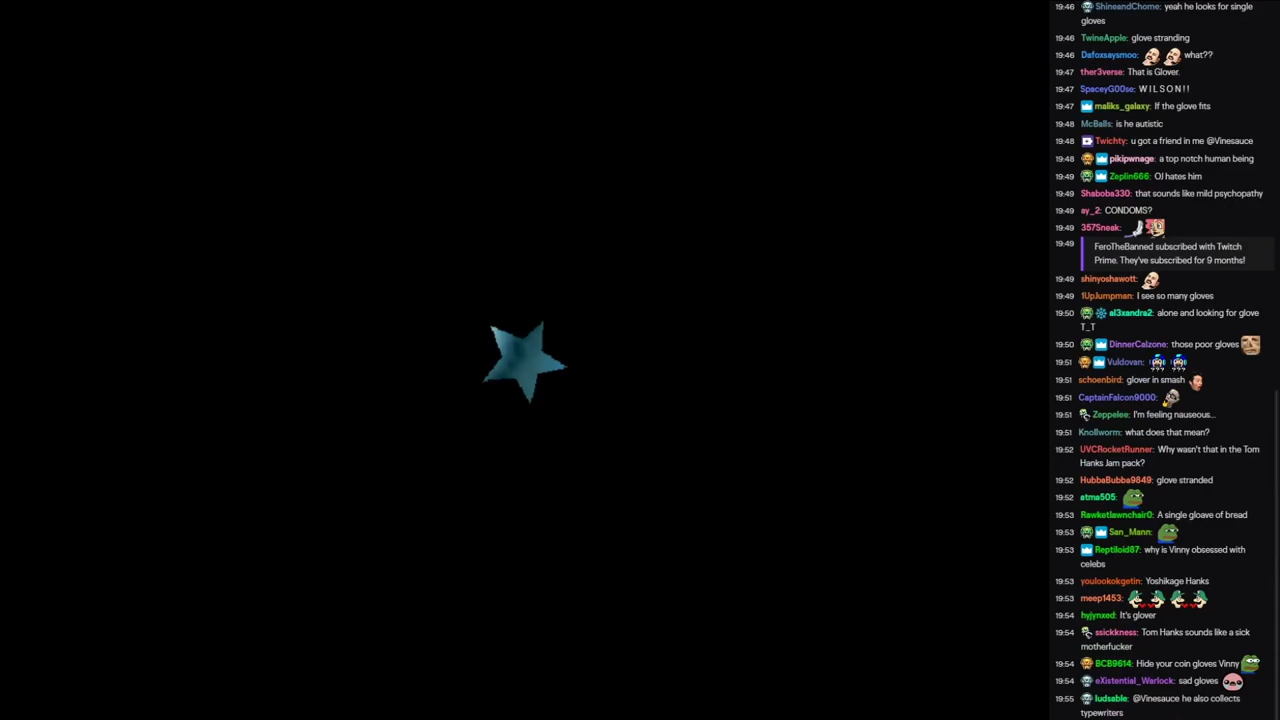 19:46 ShineandChome: yeah he looks for single
gloves
19:46 TwineApple: glove stranding
19:46 Dafoxsaysmoo: what??
19:47 ther3verse: That is Glover.
19:47 SpaceyG00se: W I L S O N ! !
19:47 maliks_galaxy: If the glove fits
19:48 McBalls: is he autistic
19:48 Twichty: u got a friend in me @Vinesauce
19:48 pikipwnage: a top notch human being
19:49 Zeplin666: OJ hates him
19:49 Shaboba330: that sounds like mild psychopathy
19:49 ay_2: CONDOMS?
19:49 357Sneak:
19:49 FeroTheBanned subscribed with Twitch
Prime. They've subscribed for 9 months!
19:49 shinyoshawott:
19:49 1UpJumpman: I see so many gloves
19:50 al3xandra2: alone and looking for glove
T_T
19:50 DinnerCalzone: those poor gloves
19:51 Vuldovan:
19:51 schoenbird: glover in smash
19:51 CaptainFalcon9000:
19:51 Zeppelee: I'm feeling nauseous...
19:51 Knollworm: what does that mean?
19:52 UVCRocketRunner: Why wasn't that in the Tom
Hanks Jam pack?
19:52 HubbaBubba9849: glove stranded
19:52 atma505:
19:53 Rawketlawnchair0: A single gloave of bread
19:53 San_Mann:
19:53 Reptiloid87: why is Vinny obsessed with
celebs
19:53 youlookokgetin: Yoshikage Hanks
19:53 meep1453:
19:54 hyjynxed: It's glover
19:54 ssickkness: Tom Hanks sounds like a sick
motherfucker
19:54 BCB9614: Hide your coin gloves Vinny
19:54 eXistential_Warlock: sad gloves
19:55 ludsable: @Vinesauce he also collects
typewriters